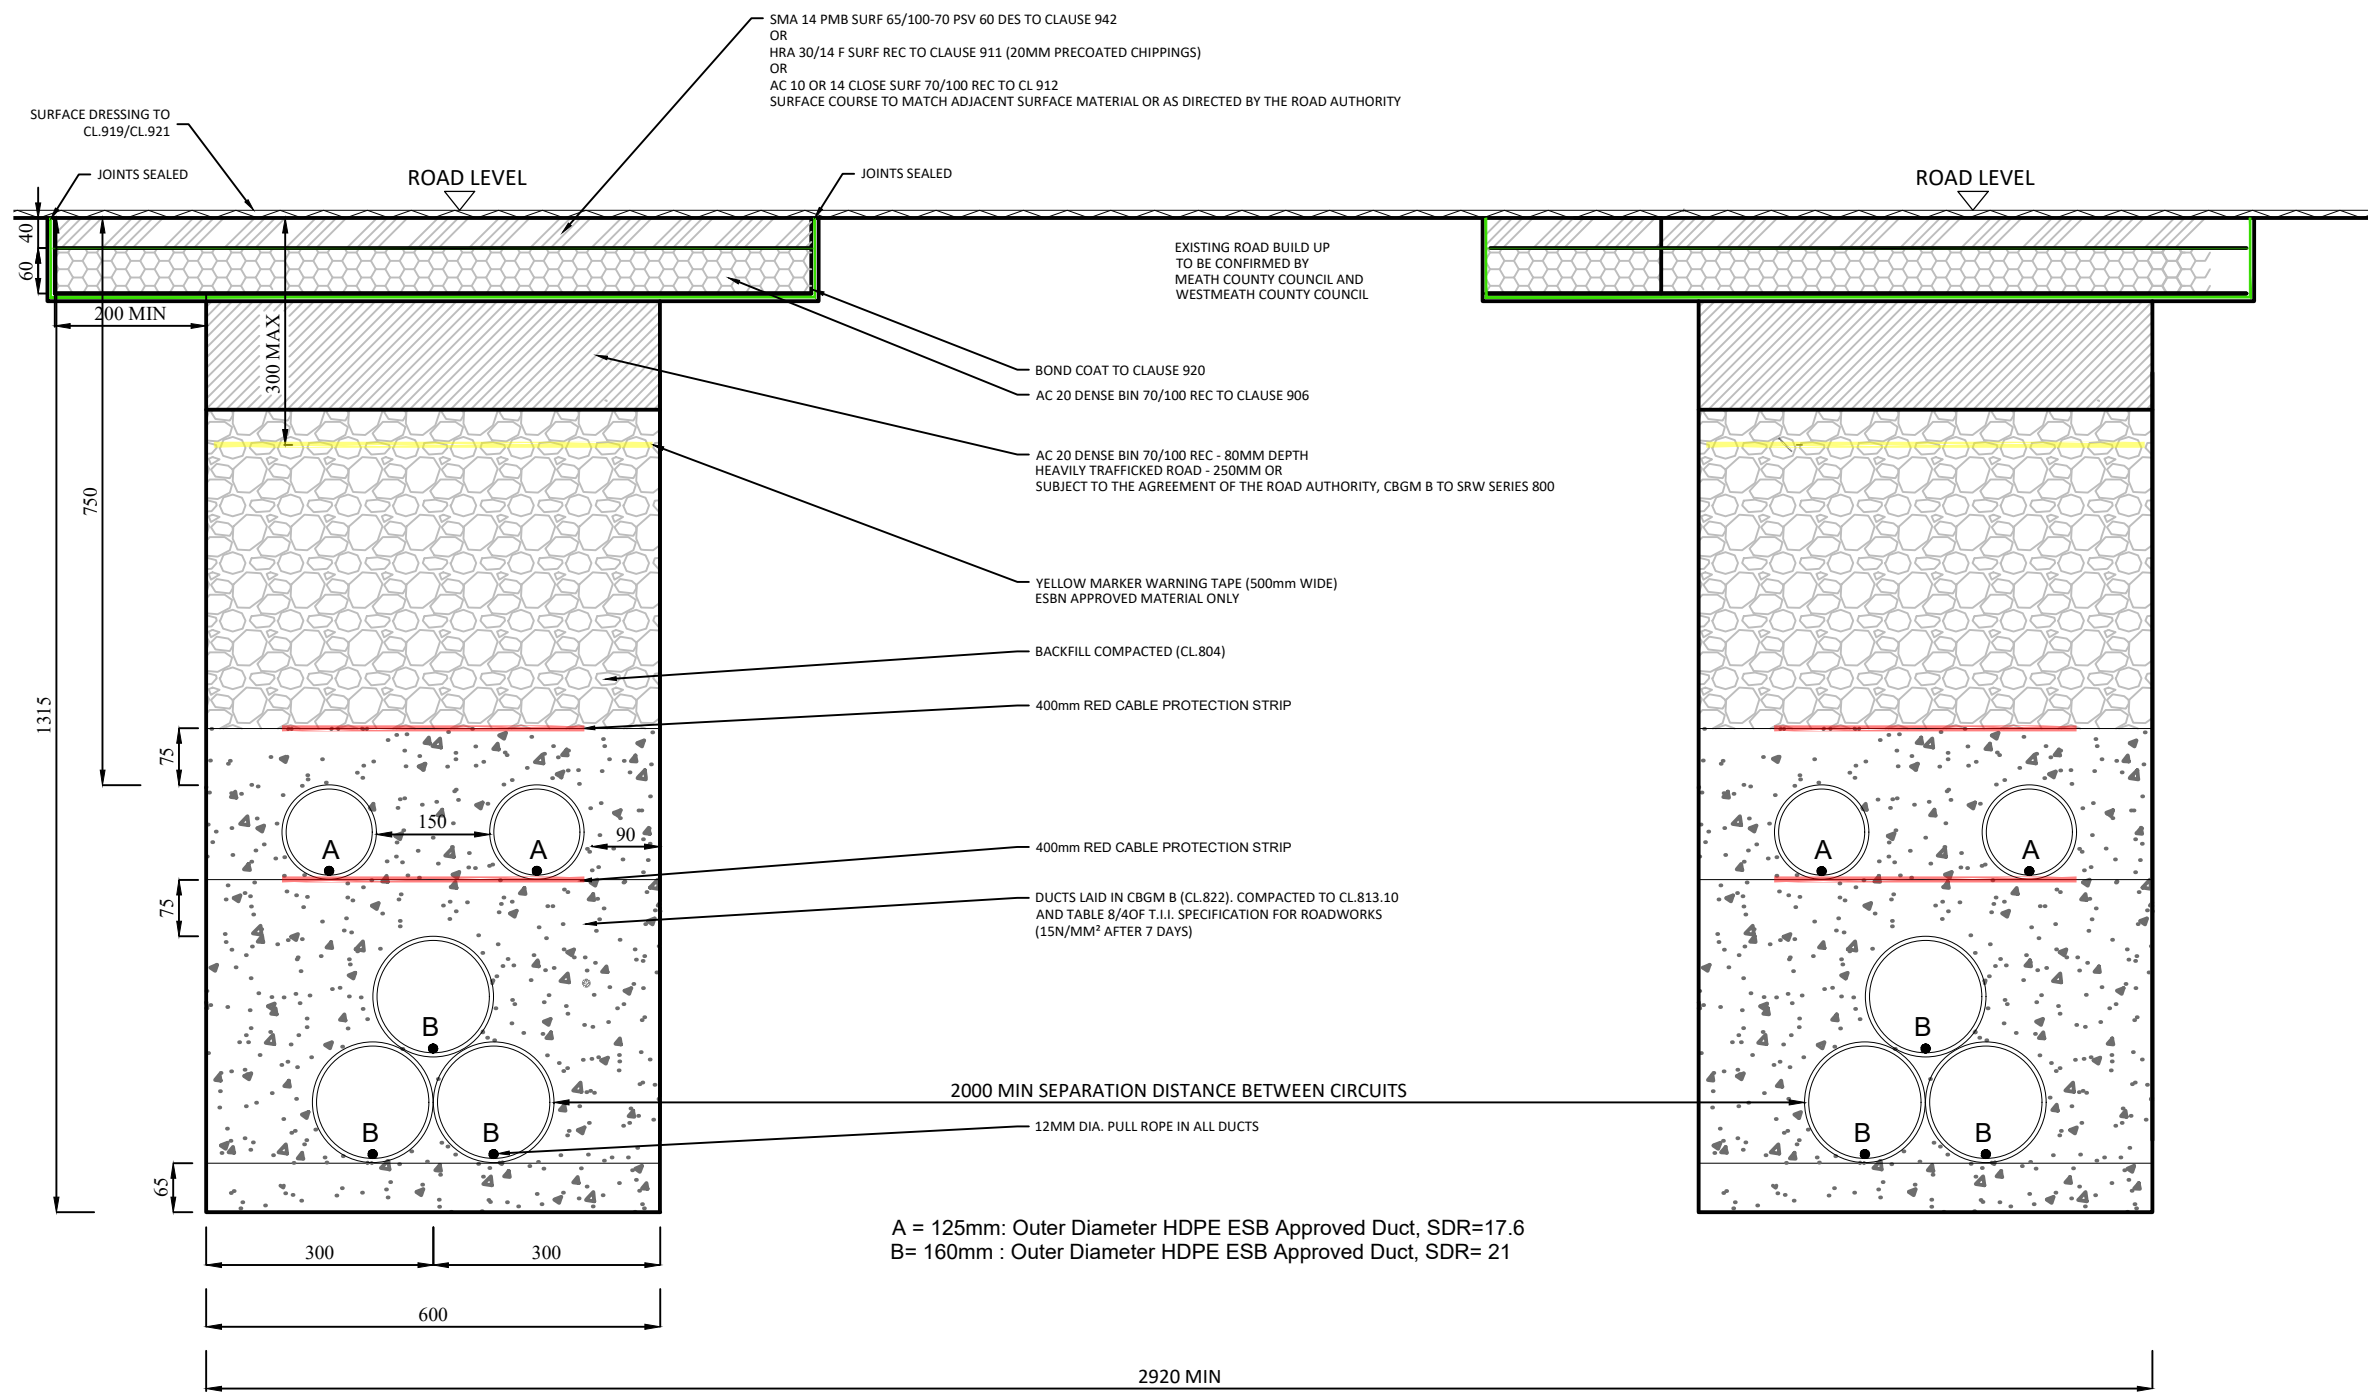 SMA 14 PMB SURF 65/100-70 PSV 60 DES TO CLAUSE 942
OR
HRA 30/14 F SURF REC TO CLAUSE 911 (20MM PRECOATED CHIPPINGS)
OR
AC 10 OR 14 CLOSE SURF 70/100 REC TO CL 912
SURFACE COURSE TO MATCH ADJACENT SURFACE MATERIAL OR AS DIRECTED BY THE ROAD AUTHORITY
SURFACE DRESSING TO
CL.919/CL.921
JOINTS SEALED
ROAD LEVEL
JOINTS SEALED
ROAD LEVEL
40
60
200 MIN
300 MAX
750
1315
EXISTING ROAD BUILD UP
TO BE CONFIRMED BY
MEATH COUNTY COUNCIL AND
WESTMEATH COUNTY COUNCIL
BOND COAT TO CLAUSE 920
AC 20 DENSE BIN 70/100 REC TO CLAUSE 906
AC 20 DENSE BIN 70/100 REC - 80MM DEPTH
HEAVILY TRAFFICKED ROAD - 250MM OR
SUBJECT TO THE AGREEMENT OF THE ROAD AUTHORITY, CBGM B TO SRW SERIES 800
YELLOW MARKER WARNING TAPE (500mm WIDE)
ESBN APPROVED MATERIAL ONLY
BACKFILL COMPACTED (CL.804)
400mm RED CABLE PROTECTION STRIP
75
150
90
A
A
A
A
400mm RED CABLE PROTECTION STRIP
75
DUCTS LAID IN CBGM B (CL.822). COMPACTED TO CL.813.10
AND TABLE 8/4OF T.I.I. SPECIFICATION FOR ROADWORKS
(15N/MM² AFTER 7 DAYS)
B
B
2000 MIN SEPARATION DISTANCE BETWEEN CIRCUITS
12MM DIA. PULL ROPE IN ALL DUCTS
B
B
B
B
65
A = 125mm: Outer Diameter HDPE ESB Approved Duct, SDR=17.6
B= 160mm : Outer Diameter HDPE ESB Approved Duct, SDR= 21
300
300
600
2920 MIN